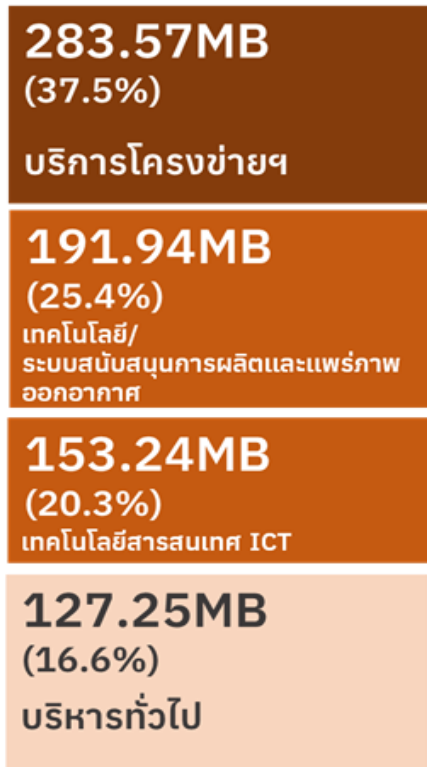 283.57MB
(37.5%)
บริการโครงข่ายฯ
191.94MB
(25.4%)
เทคโนโลยี/
ระบบสนับสนุนการผลิตและแพร่ภาพ
ออกอากาศ
153.24MB
(20.3%)
เทคโนโลยีสารสนเทศ ICT
127.25MB
(16.6%)
บริหารทั่วไป